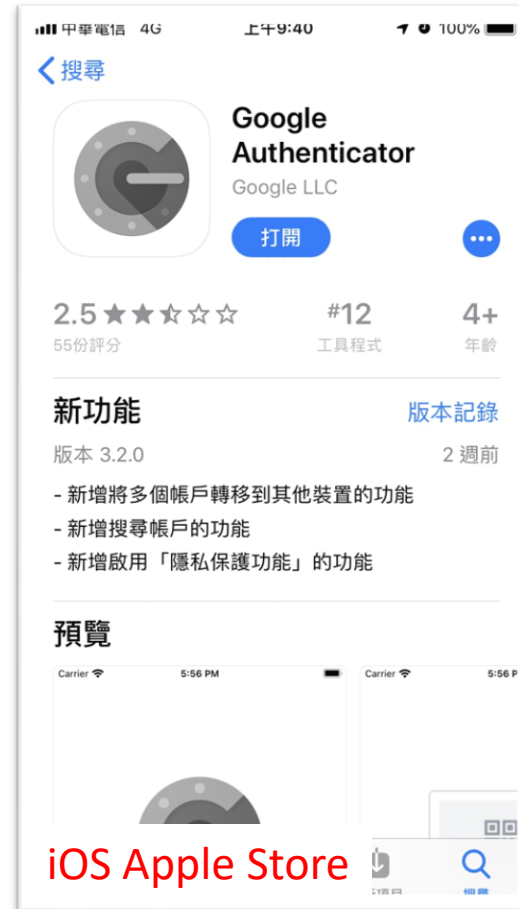 中華電信 4G 上午9:40 100%
搜尋
Google
Authenticator
Google LLC
打開
2.5 #12 4+
55份評分 工具程式 年齡
新功能 版本記錄
版本 3.2.0 2 週前
- 新增將多個帳戶轉移到其他裝置的功能
- 新增搜尋帳戶的功能
- 新增啟用「隱私保護功能」的功能
預覽
Carrier 5:56 PM Carrier 5:56 P
iOS Apple Store